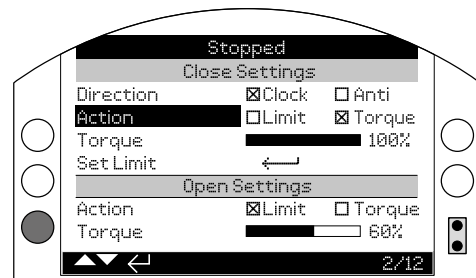 Stopped
Close Settings
Direction Clock Anti
Action Limit Torque
Torque 100%
Set Limit
Open Settings
Action Limit Torque
Torque 60%
2/12